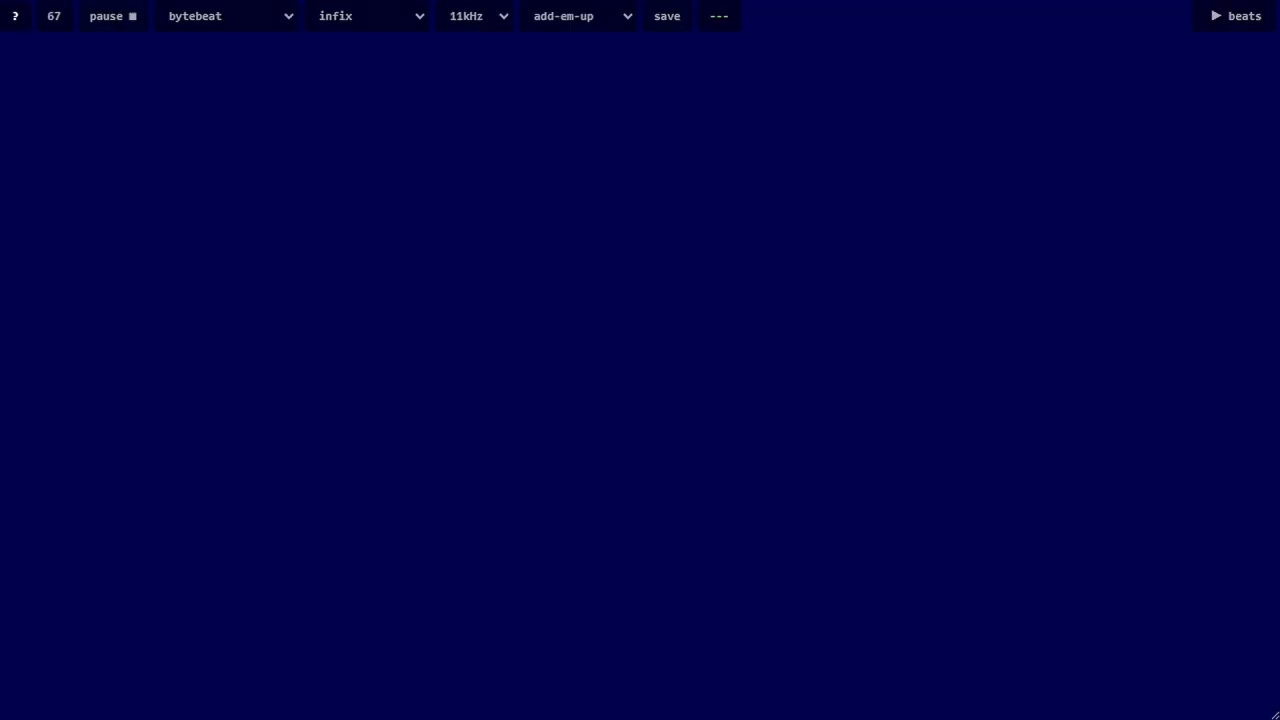 ? 67 pause ■ bytebeat infix 11kHz add-em-up save --- ▶ beats